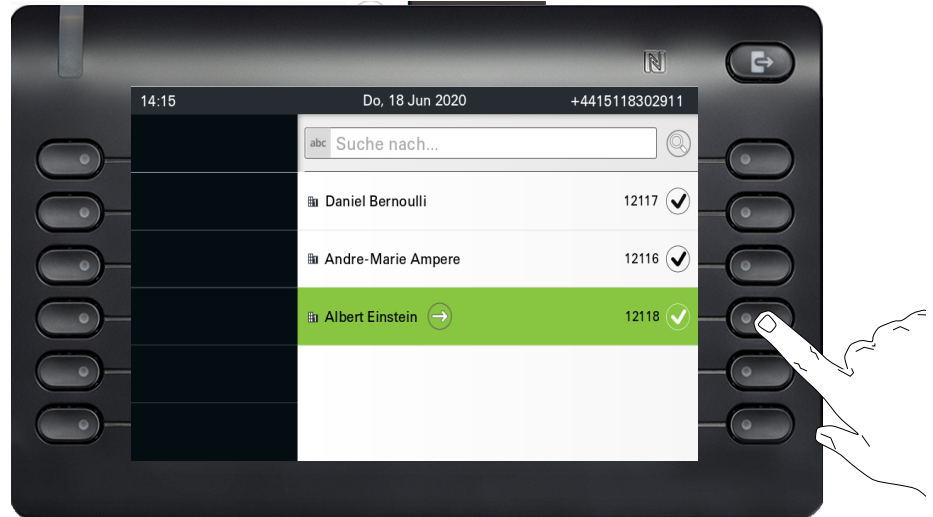 14:15 Do, 18 Jun 2020 +4415118302911
abc Suche nach...
Daniel Bernoulli 12117
Andre-Marie Ampere 12116
Albert Einstein 12118